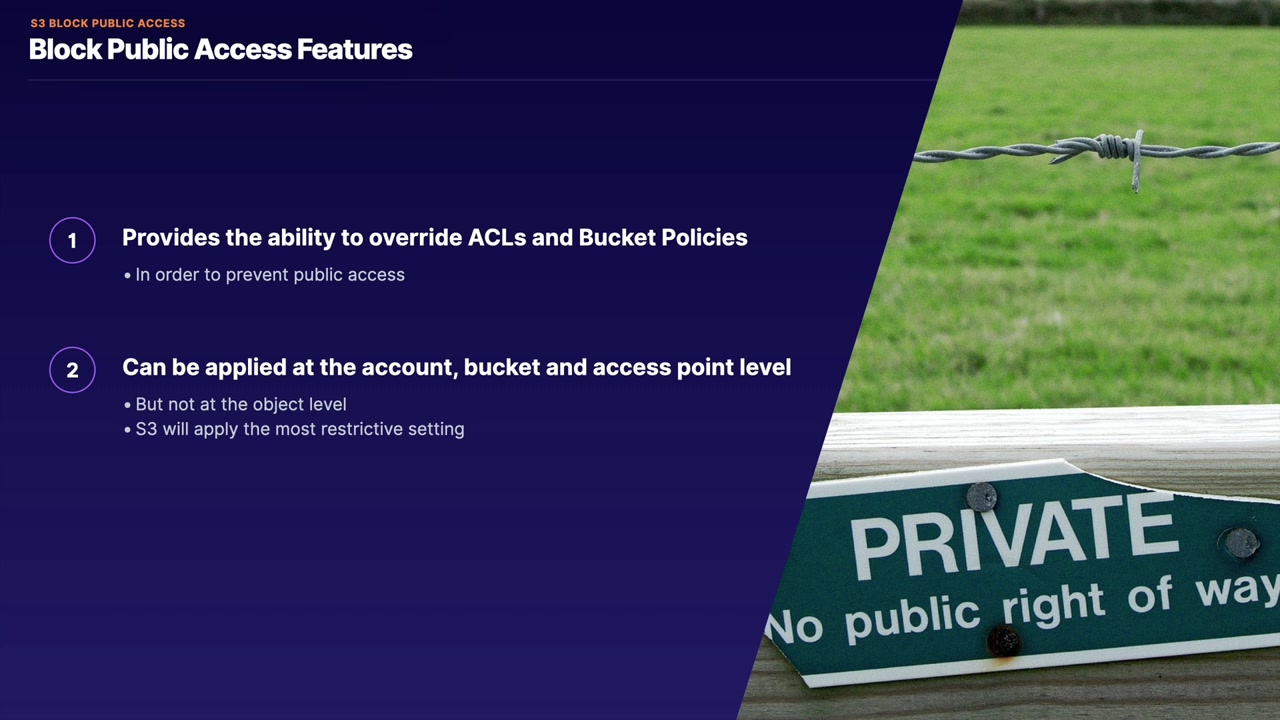 S3 BLOCK PUBLIC ACCESS
Block Public Access Features
1
Provides the ability to override ACLs and Bucket Policies
• In order to prevent public access
2
Can be applied at the account, bucket and access point level
• But not at the object level
• S3 will apply the most restrictive setting
PRIVATE
No public right of way